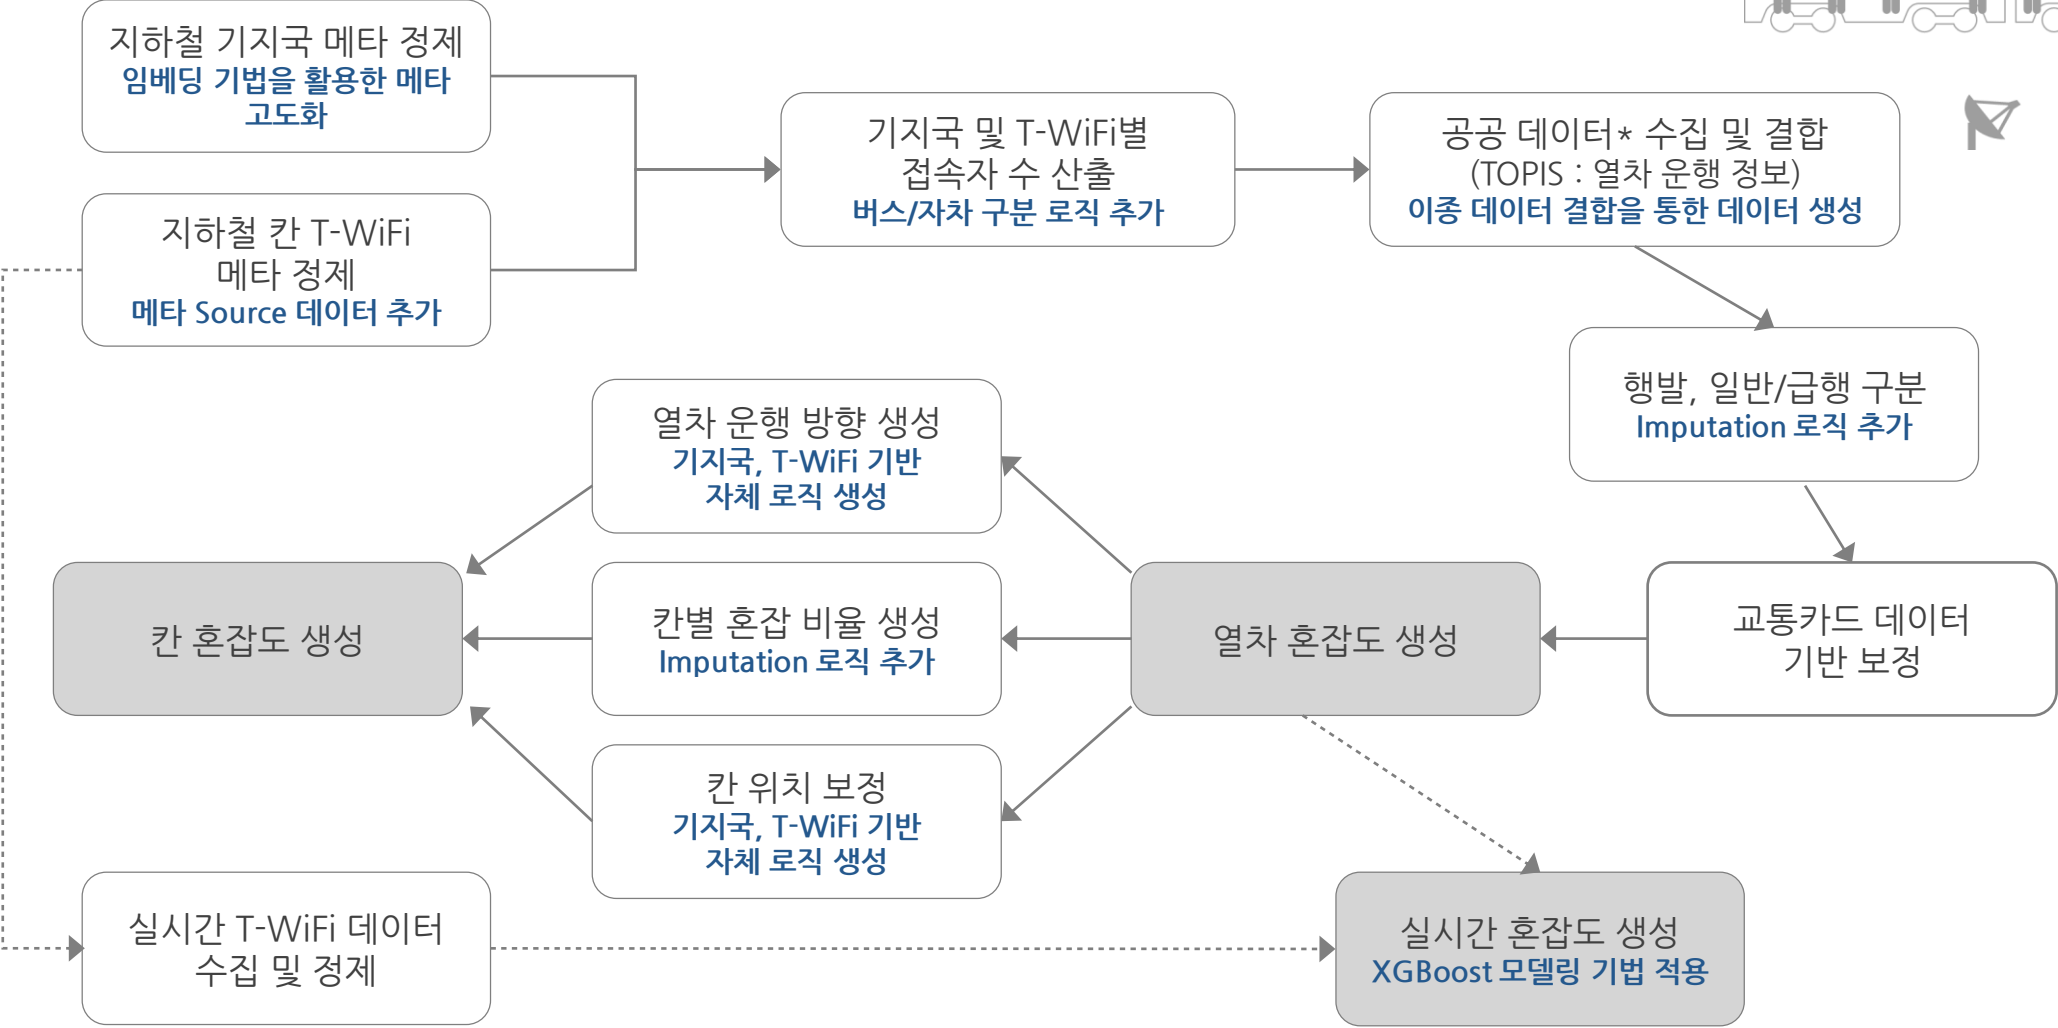 지하철 기지국 메타 정제
임베딩 기법을 활용한 메타
고도화
지하철 칸 T-WiFi
메타 정제
메타 Source 데이터 추가
기지국 및 T-WiFi별
접속자 수 산출
버스/자차 구분 로직 추가
공공 데이터* 수집 및 결합
(TOPIS : 열차 운행 정보)
이종 데이터 결합을 통한 데이터 생성
행발, 일반/급행 구분
Imputation 로직 추가
교통카드 데이터
기반 보정
열차 혼잡도 생성
열차 운행 방향 생성
기지국, T-WiFi 기반
자체 로직 생성
칸별 혼잡 비율 생성
Imputation 로직 추가
칸 위치 보정
기지국, T-WiFi 기반
자체 로직 생성
칸 혼잡도 생성
실시간 T-WiFi 데이터
수집 및 정제
실시간 혼잡도 생성
XGBoost 모델링 기법 적용